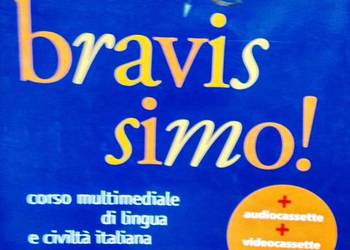 bravis
simo!
corso multimediale
di lingua
e civiltà italiana
+
audiocassette
+
videocassette